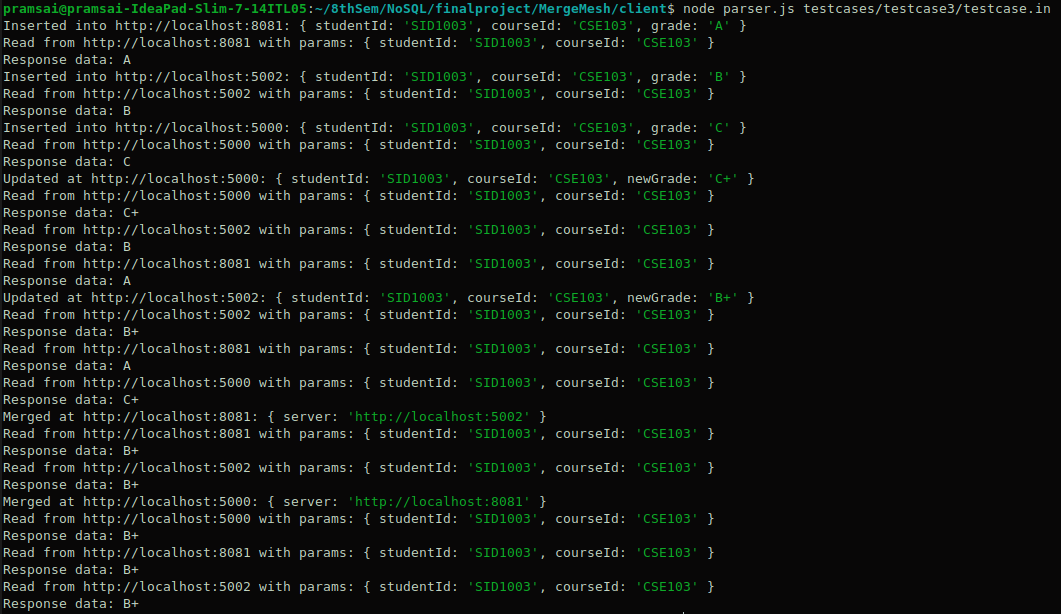 pramsai@pramsai-IdeaPad-Slim-7-14ITL05:~/8thSem/NoSQL/finalproject/MergeMesh/client$ node parser.js testcases/testcase3/testcase.in
Inserted into http://localhost:8081: { studentId: 'SID1003', courseId: 'CSE103', grade: 'A' }
Read from http://localhost:8081 with params: { studentId: 'SID1003', courseId: 'CSE103' }
Response data: A
Inserted into http://localhost:5002: { studentId: 'SID1003', courseId: 'CSE103', grade: 'B' }
Read from http://localhost:5002 with params: { studentId: 'SID1003', courseId: 'CSE103' }
Response data: B
Inserted into http://localhost:5000: { studentId: 'SID1003', courseId: 'CSE103', grade: 'C' }
Read from http://localhost:5000 with params: { studentId: 'SID1003', courseId: 'CSE103' }
Response data: C
Updated at http://localhost:5000: { studentId: 'SID1003', courseId: 'CSE103', newGrade: 'C+' }
Read from http://localhost:5000 with params: { studentId: 'SID1003', courseId: 'CSE103' }
Response data: C+
Read from http://localhost:5002 with params: { studentId: 'SID1003', courseId: 'CSE103' }
Response data: B
Read from http://localhost:8081 with params: { studentId: 'SID1003', courseId: 'CSE103' }
Response data: A
Updated at http://localhost:5002: { studentId: 'SID1003', courseId: 'CSE103', newGrade: 'B+' }
Read from http://localhost:5002 with params: { studentId: 'SID1003', courseId: 'CSE103' }
Response data: B+
Read from http://localhost:8081 with params: { studentId: 'SID1003', courseId: 'CSE103' }
Response data: A
Read from http://localhost:5000 with params: { studentId: 'SID1003', courseId: 'CSE103' }
Response data: C+
Merged at http://localhost:8081: { server: 'http://localhost:5002' }
Read from http://localhost:8081 with params: { studentId: 'SID1003', courseId: 'CSE103' }
Response data: B+
Read from http://localhost:5002 with params: { studentId: 'SID1003', courseId: 'CSE103' }
Response data: B+
Merged at http://localhost:5000: { server: 'http://localhost:8081' }
Read from http://localhost:5000 with params: { studentId: 'SID1003', courseId: 'CSE103' }
Response data: B+
Read from http://localhost:8081 with params: { studentId: 'SID1003', courseId: 'CSE103' }
Response data: B+
Read from http://localhost:5002 with params: { studentId: 'SID1003', courseId: 'CSE103' }
Response data: B+